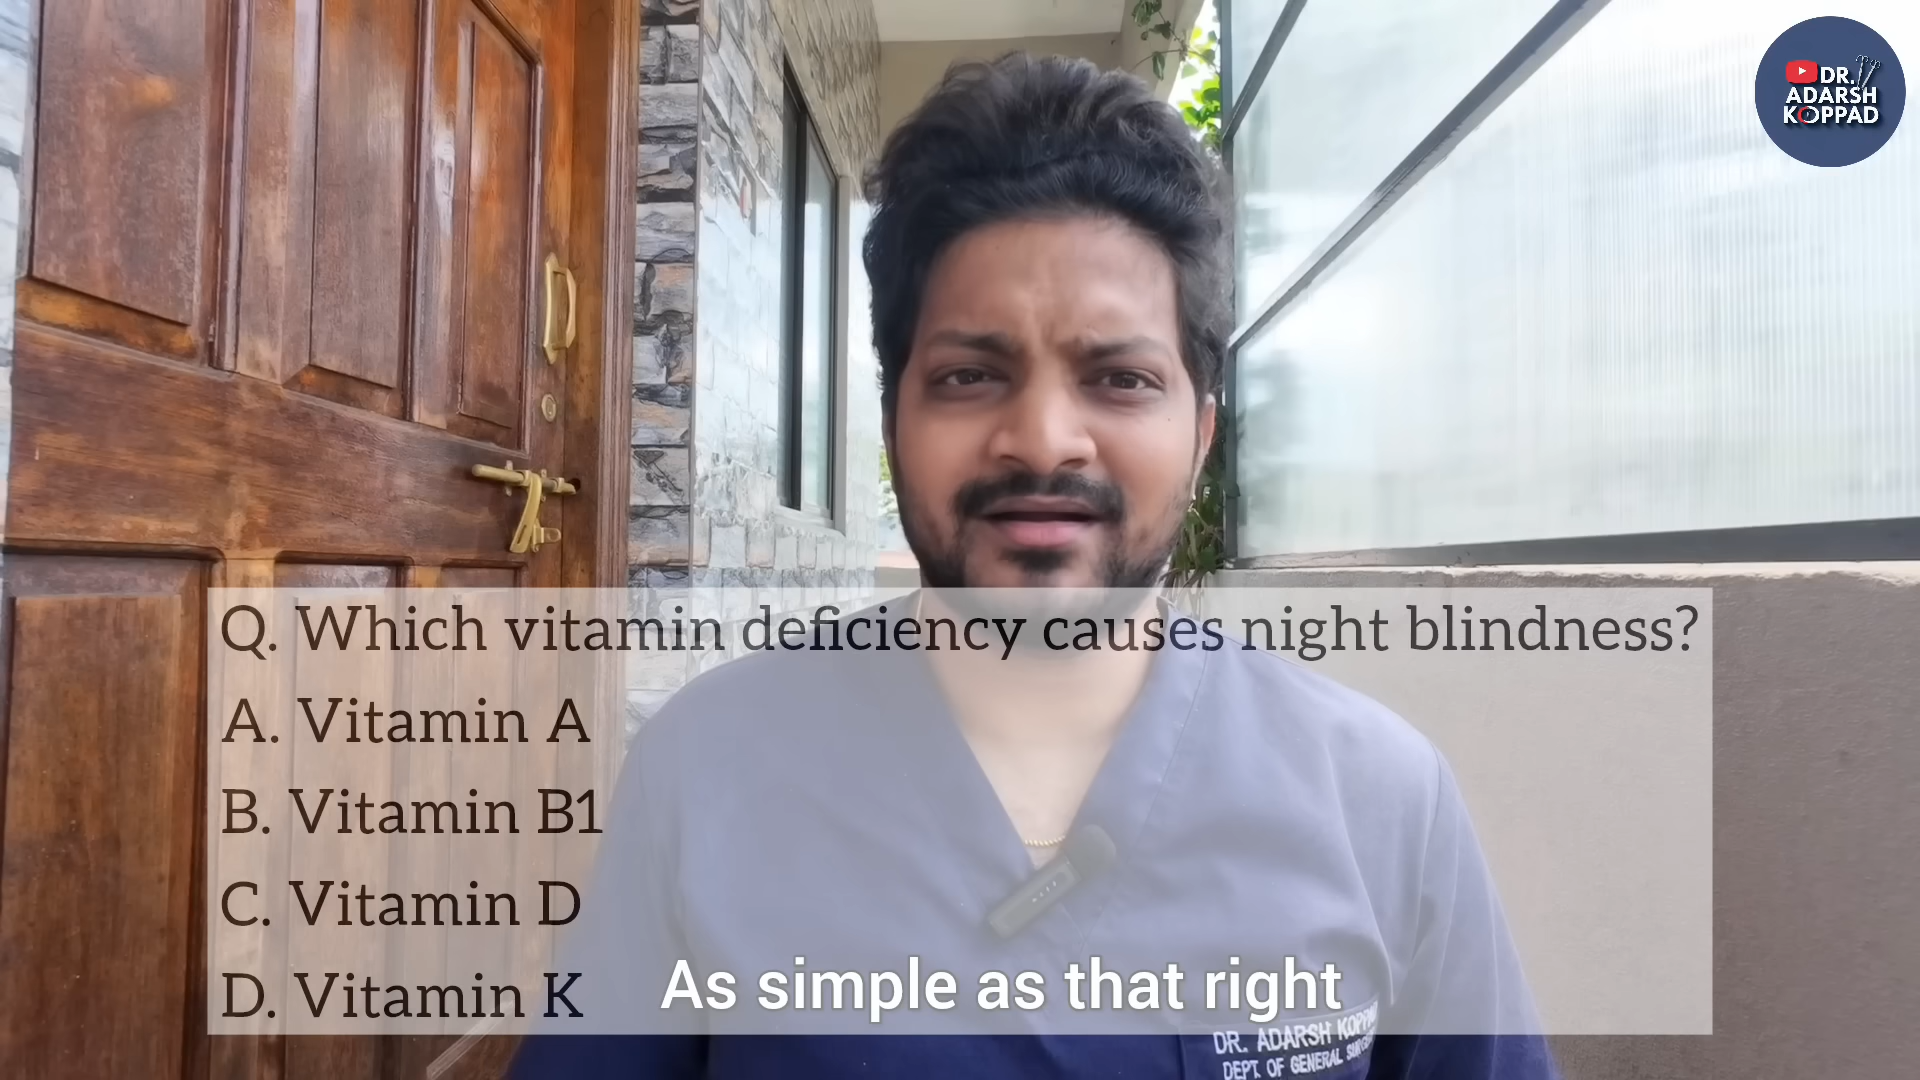 DR.
ADARSH
KOPPAD
Q. Which vitamin deficiency causes night blindness?
A. Vitamin A
B. Vitamin B1
C. Vitamin D
D. Vitamin K
As simple as that right
DR. ADARSH
DEPT. OF GENERAL